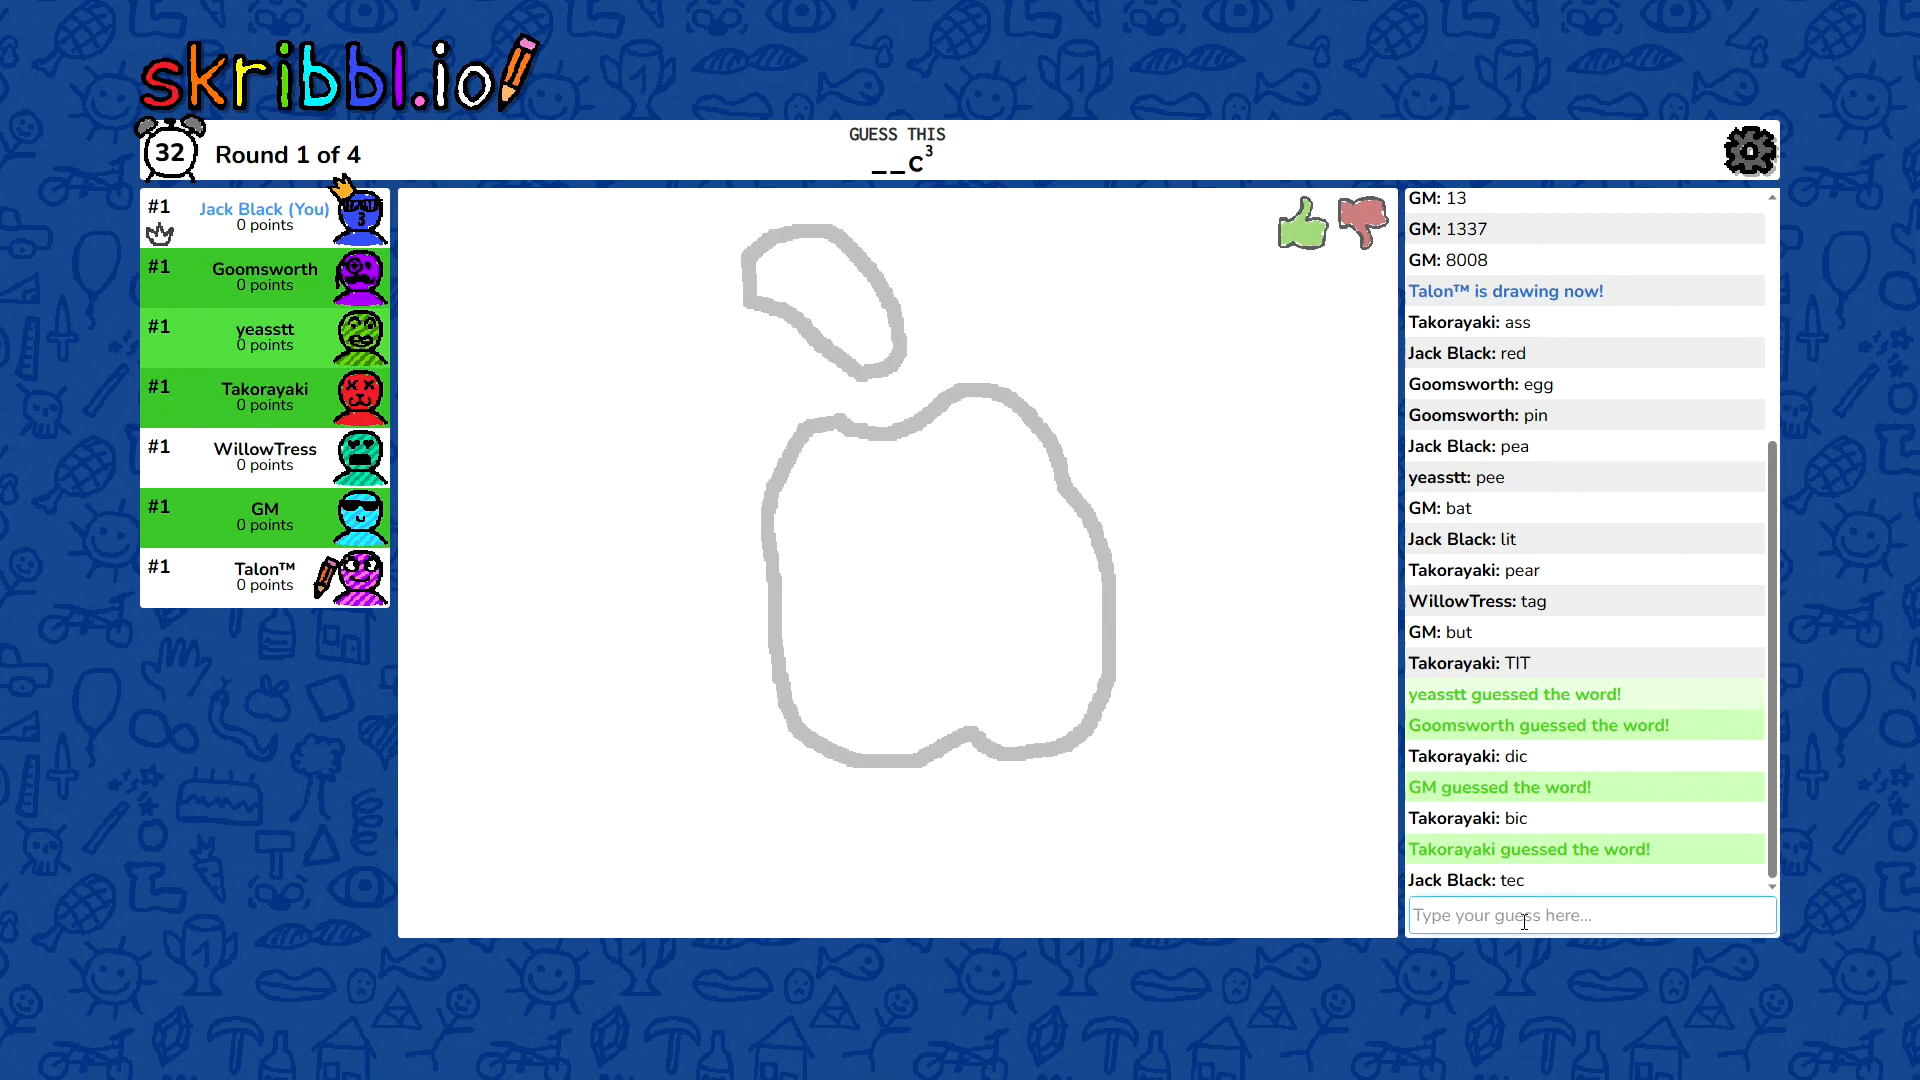 skribbl.io
32
Round 1 of 4
GUESS THIS
__c3
#1
Jack Black (You)
0 points
#1
Goomsworth
0 points
#1
yeasstt
0 points
#1
Takorayaki
0 points
#1
WillowTress
0 points
#1
GM
0 points
#1
Talon™
0 points
GM: 13
GM: 1337
GM: 8008
Talon™ is drawing now!
Takorayaki: ass
Jack Black: red
Goomsworth: egg
Goomsworth: pin
Jack Black: pea
yeasstt: pee
GM: bat
Jack Black: lit
Takorayaki: pear
WillowTress: tag
GM: but
Takorayaki: TIT
yeasstt guessed the word!
Goomsworth guessed the word!
Takorayaki: dic
GM guessed the word!
Takorayaki: bic
Takorayaki guessed the word!
Jack Black: tec
Type your guess here...